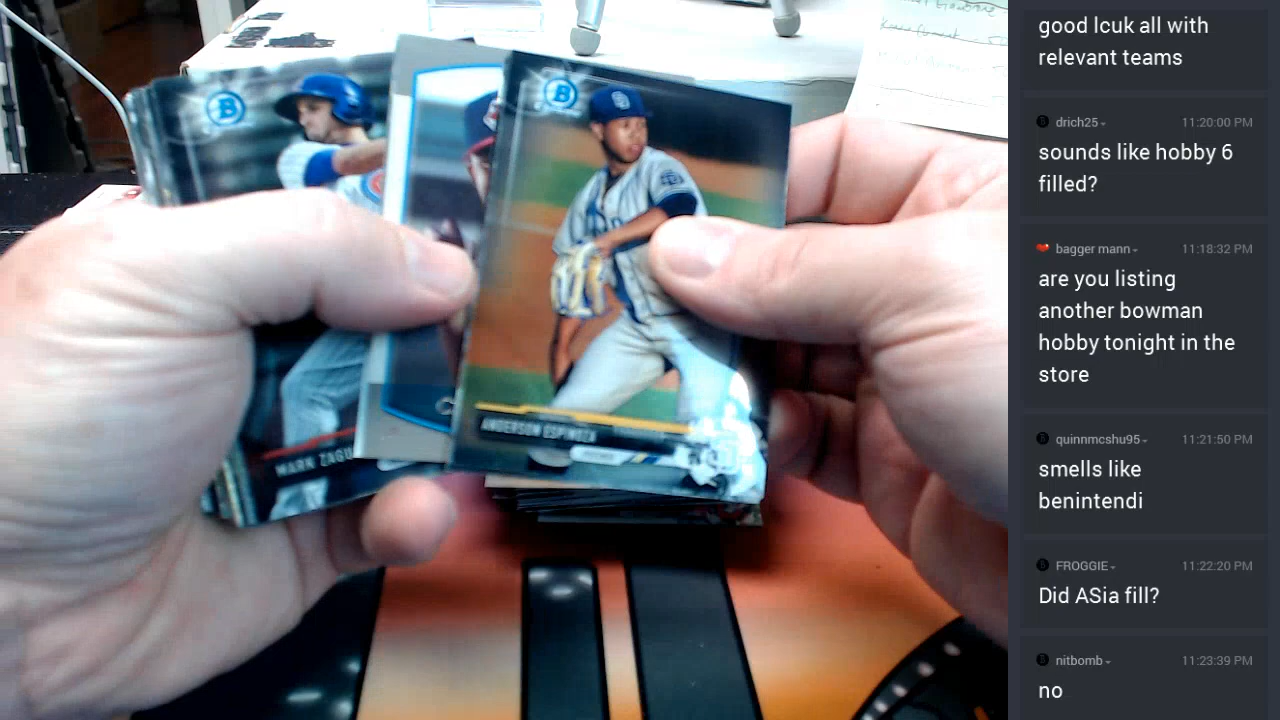 good lcuk all with
relevant teams
drich25
11:20:00 PM
sounds like hobby 6
filled?
bagger mann
11:18:32 PM
are you listing
another bowman
hobby tonight in the
store
quinnmcshu95
11:21:50 PM
smells like
benintendi
FROGGIE
11:22:20 PM
Did ASia fill?
nitbomb
11:23:39 PM
no
B
B
SD
ANDERSON ESPINOZA
MARK ZAGU